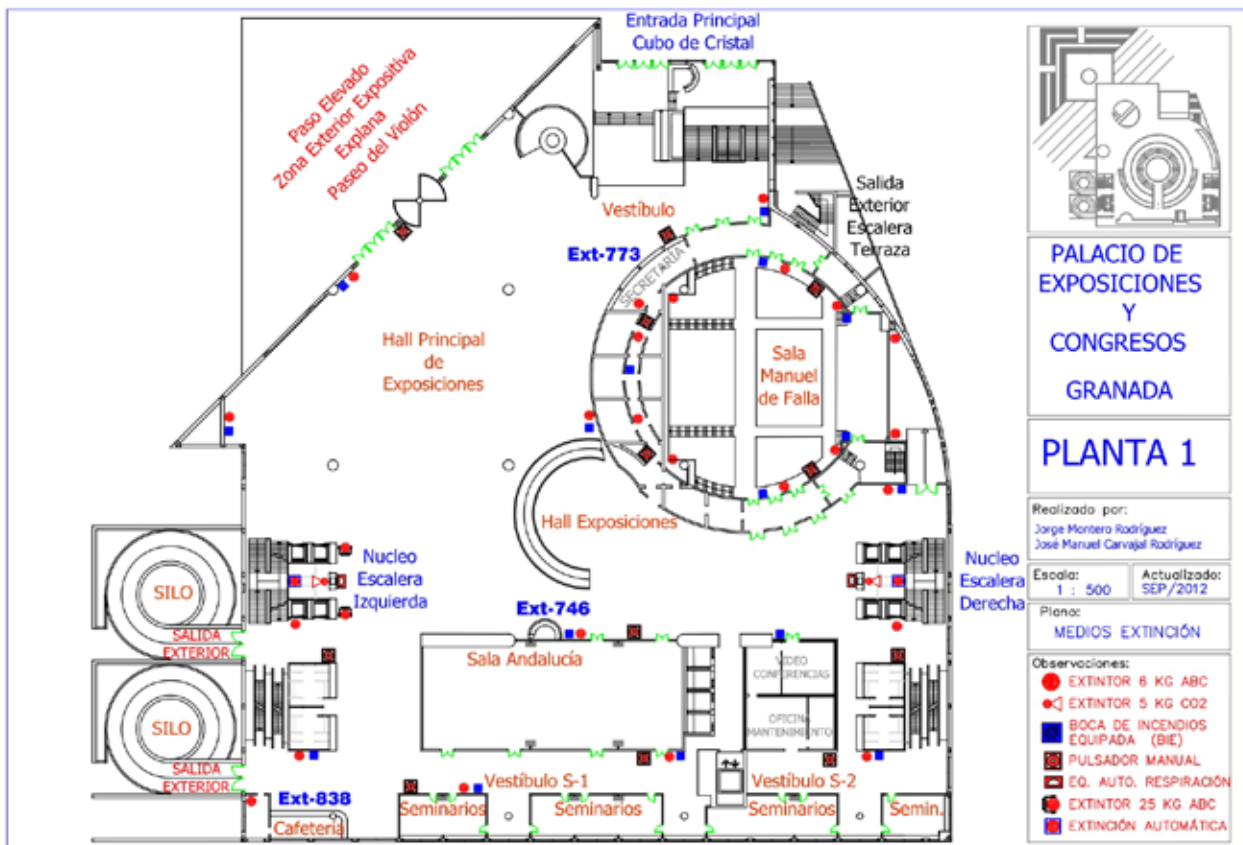 Entrada Principal
Cubo de Cristal
Paso Elevado
Zona Exterior Expositiva
Explana
Paseo del Violón
Salida
Exterior
Escalera
Terraza
Vestíbulo
Ext-773
SECRETARIA
Hall Principal
de
Exposiciones
Sala
Manuel
de Falla
Hall Exposiciones
Nucleo
Escalera
Izquierda
Nucleo
Escalera
Derecha
SILO
SALIDA
EXTERIOR
Ext-746
Sala Andalucía
VIDEO
CONFERENCIAS
OFICINA
MANTENIMIENTO
SILO
SALIDA
EXTERIOR
Vestíbulo S-1
Vestíbulo S-2
Ext-838
Cafetería
Seminarios
Seminarios
Seminarios
Semin.
PALACIO DE
EXPOSICIONES
Y
CONGRESOS
GRANADA
PLANTA 1
Realizado por:
Jorge Montero Rodríguez
José Manuel Carvajal Rodríguez
Escala:
1 : 500
Actualizado:
SEP/2012
Plano:
MEDIOS EXTINCIÓN
Observaciones:
EXTINTOR 6 KG ABC
EXTINTOR 5 KG CO2
BOCA DE INCENDIOS
EQUIPADA (BIE)
PULSADOR MANUAL
EQ. AUTO. RESPIRACIÓN
EXTINTOR 25 KG ABC
EXTINCIÓN AUTOMÁTICA